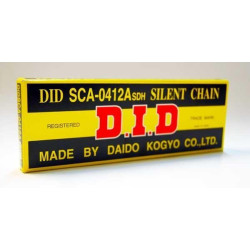 DID SCA-0412ASDH SILENT CHAIN
REGISTERED D.I.D TRADE MARK
MADE BY DAIDO KOGYO CO.,LTD.